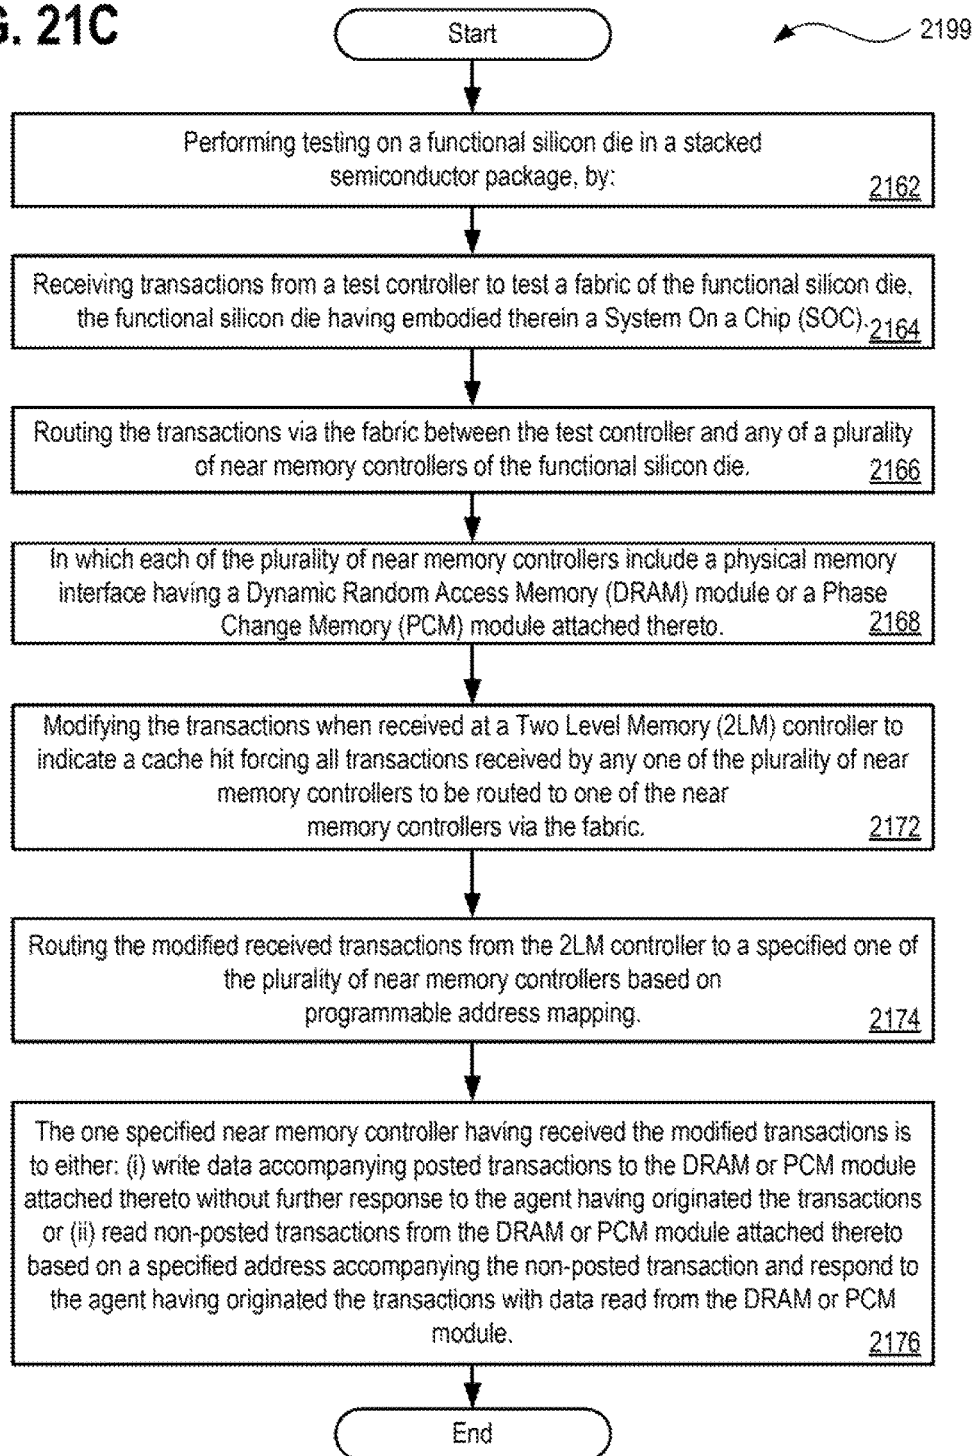 G. 21C
Start
2199
Performing testing on a functional silicon die in a stacked
semiconductor package, by:
2162
Receiving transactions from a test controller to test a fabric of the functional silicon die,
the functional silicon die having embodied therein a System On a Chip (SOC).
2164
Routing the transactions via the fabric between the test controller and any of a plurality
of near memory controllers of the functional silicon die.
2166
In which each of the plurality of near memory controllers include a physical memory
interface having a Dynamic Random Access Memory (DRAM) module or a Phase
Change Memory (PCM) module attached thereto.
2168
Modifying the transactions when received at a Two Level Memory (2LM) controller to
indicate a cache hit forcing all transactions received by any one of the plurality of near
memory controllers to be routed to one of the near
memory controllers via the fabric.
2172
Routing the modified received transactions from the 2LM controller to a specified one of
the plurality of near memory controllers based on
programmable address mapping.
2174
The one specified near memory controller having received the modified transactions is
to either: (i) write data accompanying posted transactions to the DRAM or PCM module
attached thereto without further response to the agent having originated the transactions
or (ii) read non-posted transactions from the DRAM or PCM module attached thereto
based on a specified address accompanying the non-posted transaction and respond to
the agent having originated the transactions with data read from the DRAM or PCM
module.
2176
End